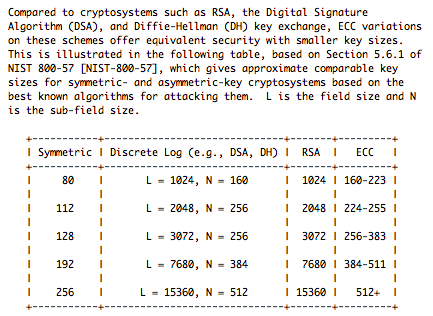 Compared to cryptosystems such as RSA, the Digital Signature
Algorithm (DSA), and Diffie-Hellman (DH) key exchange, ECC variations
on these schemes offer equivalent security with smaller key sizes.
This is illustrated in the following table, based on Section 5.6.1 of
NIST 800-57 [NIST-800-57], which gives approximate comparable key
sizes for symmetric- and asymmetric-key cryptosystems based on the
best known algorithms for attacking them.  L is the field size and N
is the sub-field size.
Symmetric | Discrete Log (e.g., DSA, DH) | RSA | ECC
80 | L = 1024, N = 160 | 1024 | 160-223
112 | L = 2048, N = 256 | 2048 | 224-255
128 | L = 3072, N = 256 | 3072 | 256-383
192 | L = 7680, N = 384 | 7680 | 384-511
256 | L = 15360, N = 512 | 15360 | 512+